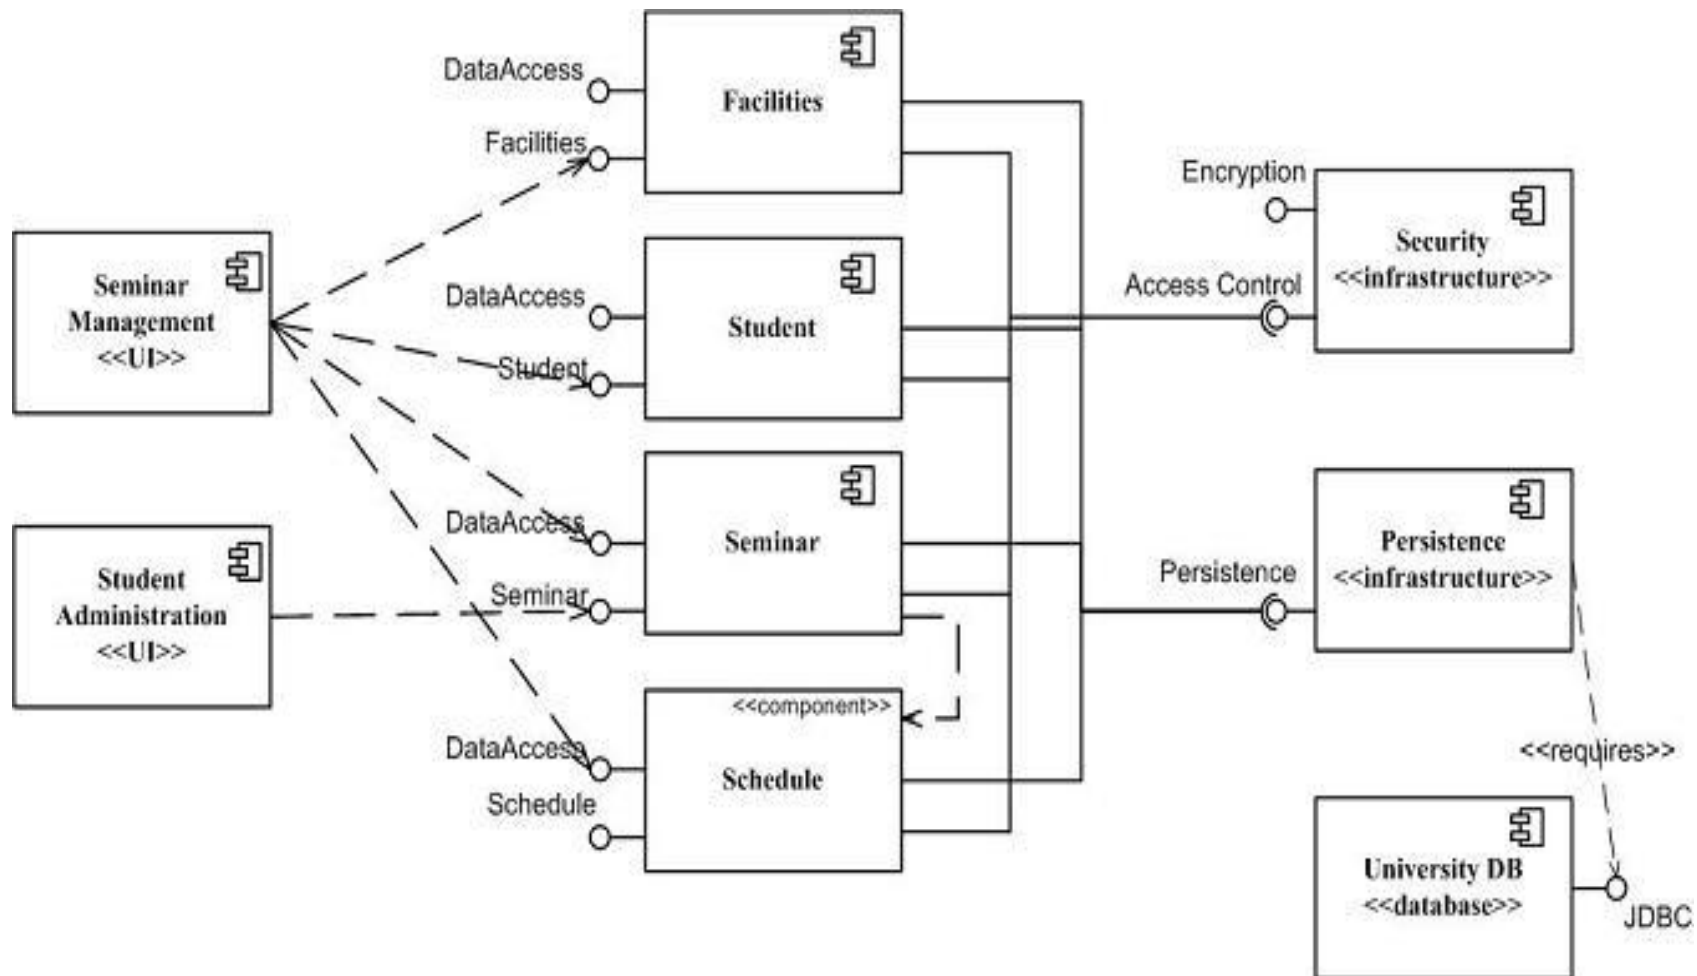 DataAccess
Facilities
Facilities
Encryption
Security
<<infrastructure>>
Access Control
Seminar
Management
<<UI>>
DataAccess
Student
Student
DataAccess
Seminar
Seminar
Student
Administration
<<UI>>
Persistence
Persistence
<<infrastructure>>
<<component>>
DataAccess
Schedule
Schedule
<<requires>>
University DB
<<database>>
JDBC